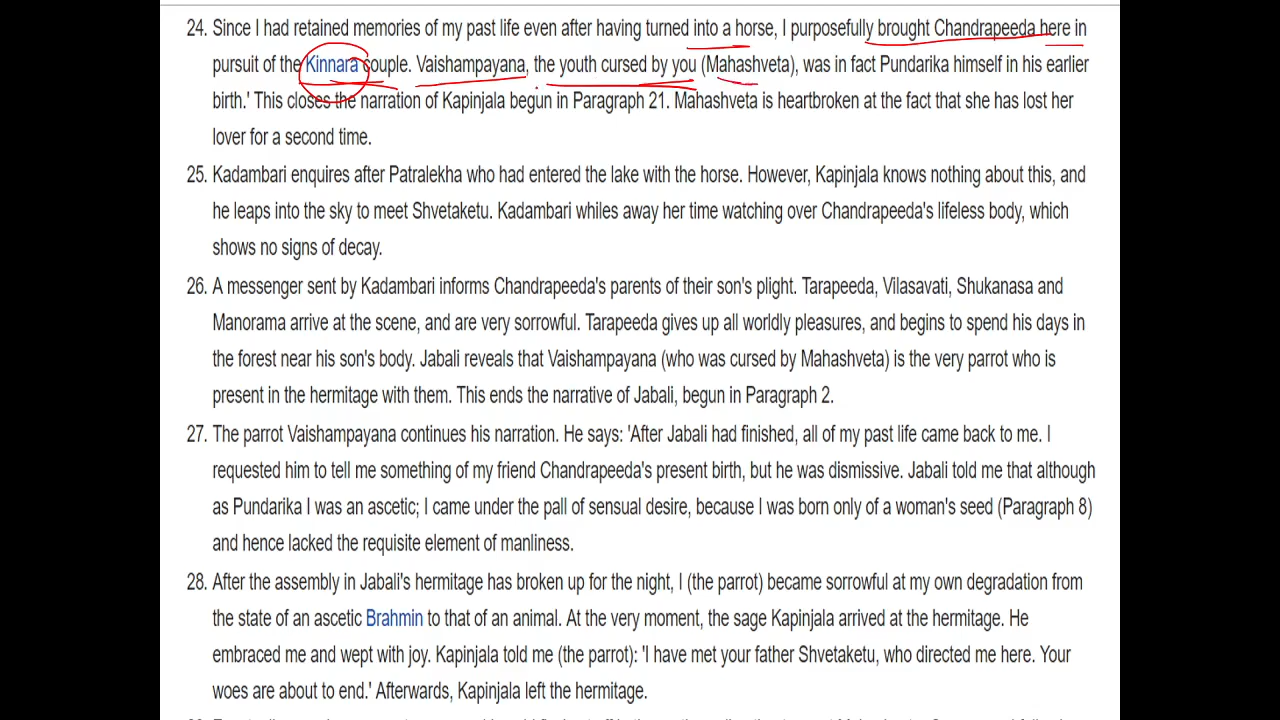 24. Since I had retained memories of my past life even after having turned into a horse, I purposefully brought Chandrapeeda here in
pursuit of the Kinnara couple. Vaishampayana, the youth cursed by you (Mahashveta), was in fact Pundarika himself in his earlier
birth.' This closes the narration of Kapinjala begun in Paragraph 21. Mahashveta is heartbroken at the fact that she has lost her
lover for a second time.
25. Kadambari enquires after Patralekha who had entered the lake with the horse. However, Kapinjala knows nothing about this, and
he leaps into the sky to meet Shvetaketu. Kadambari whiles away her time watching over Chandrapeeda's lifeless body, which
shows no signs of decay.
26. A messenger sent by Kadambari informs Chandrapeeda's parents of their son's plight. Tarapeeda, Vilasavati, Shukanasa and
Manorama arrive at the scene, and are very sorrowful. Tarapeeda gives up all worldly pleasures, and begins to spend his days in
the forest near his son's body. Jabali reveals that Vaishampayana (who was cursed by Mahashveta) is the very parrot who is
present in the hermitage with them. This ends the narrative of Jabali, begun in Paragraph 2.
27. The parrot Vaishampayana continues his narration. He says: 'After Jabali had finished, all of my past life came back to me. I
requested him to tell me something of my friend Chandrapeeda's present birth, but he was dismissive. Jabali told me that although
as Pundarika I was an ascetic; I came under the pall of sensual desire, because I was born only of a woman's seed (Paragraph 8)
and hence lacked the requisite element of manliness.
28. After the assembly in Jabali's hermitage has broken up for the night, I (the parrot) became sorrowful at my own degradation from
the state of an ascetic Brahmin to that of an animal. At the very moment, the sage Kapinjala arrived at the hermitage. He
embraced me and wept with joy. Kapinjala told me (the parrot): 'I have met your father Shvetaketu, who directed me here. Your
woes are about to end.' Afterwards, Kapinjala left the hermitage.